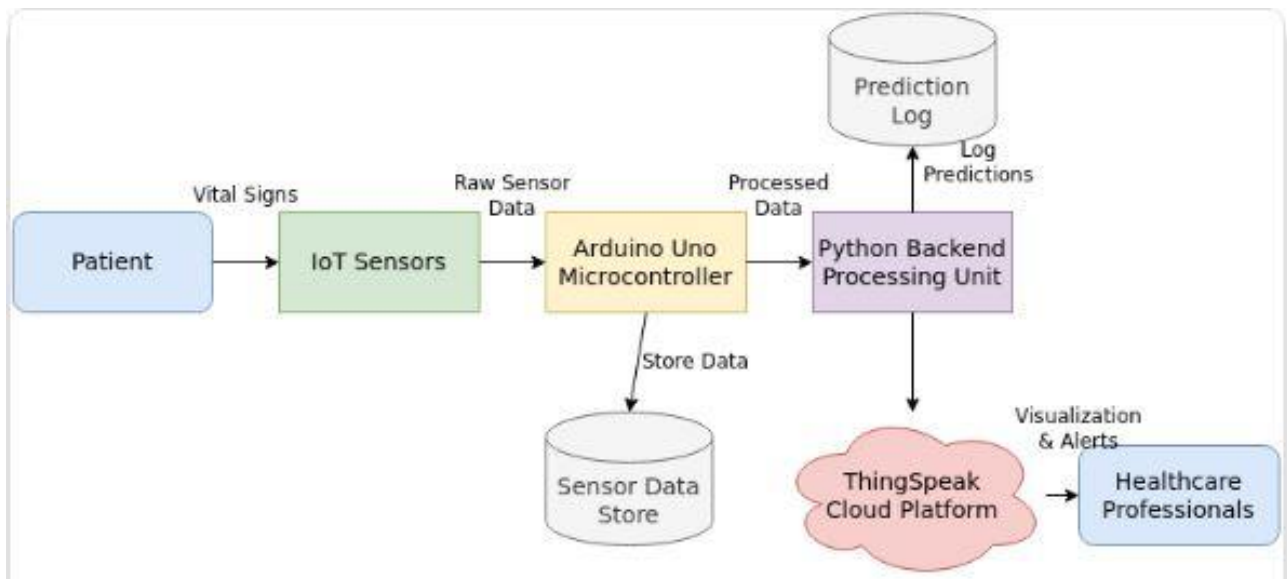 Prediction
Log
Log
Predictions
Vital Signs
Raw Sensor
Data
Processed
Data
Patient
IoT Sensors
Arduino Uno
Microcontroller
Python Backend
Processing Unit
Store Data
Sensor Data
Store
Visualization
& Alerts
ThingSpeak
Cloud Platform
Healthcare
Professionals